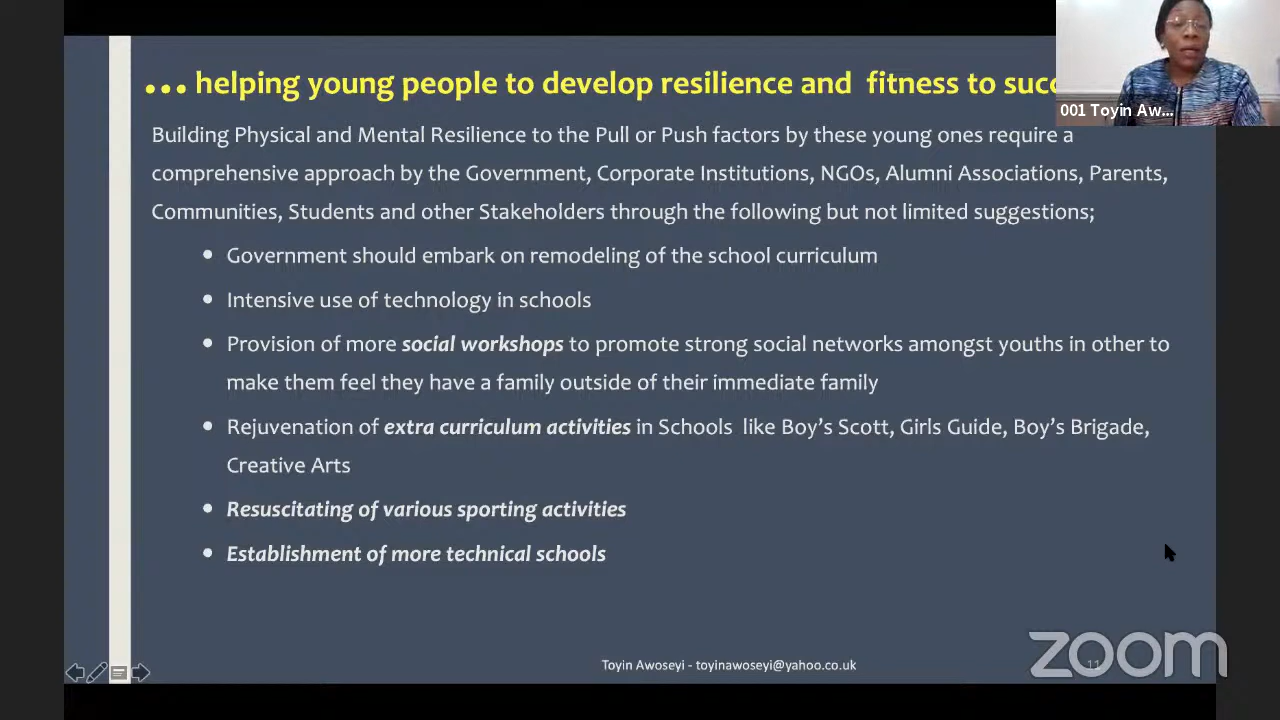 ... helping young people to develop resilience and fitness to
001 Toyin Aw...
Building Physical and Mental Resilience to the Pull or Push factors by these young ones require a
comprehensive approach by the Government, Corporate Institutions, NGOs, Alumni Associations, Parents,
Communities, Students and other Stakeholders through the following but not limited suggestions;
• Government should embark on remodeling of the school curriculum
• Intensive use of technology in schools
• Provision of more social workshops to promote strong social networks amongst youths in other to
make them feel they have a family outside of their immediate family
• Rejuvenation of extra curriculum activities in Schools like Boy's Scott, Girls Guide, Boy's Brigade,
Creative Arts
• Resuscitating of various sporting activities
• Establishment of more technical schools
Toyin Awoseyi - toyinawoseyi@yahoo.co.uk
11
zoom